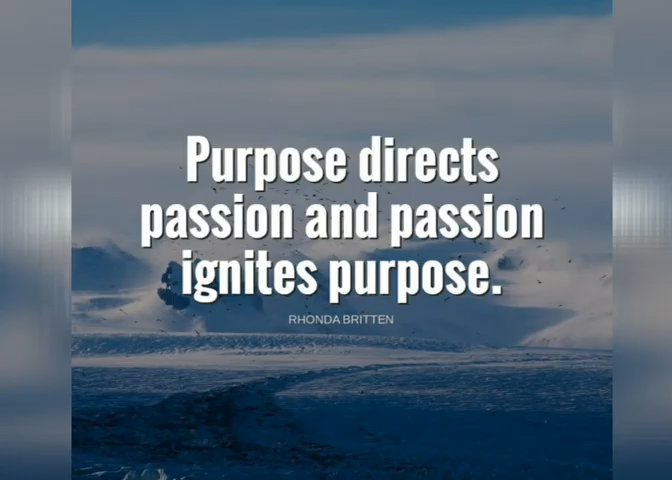 Purpose directs
passion and passion
ignites purpose.
RHONDA BRITTEN